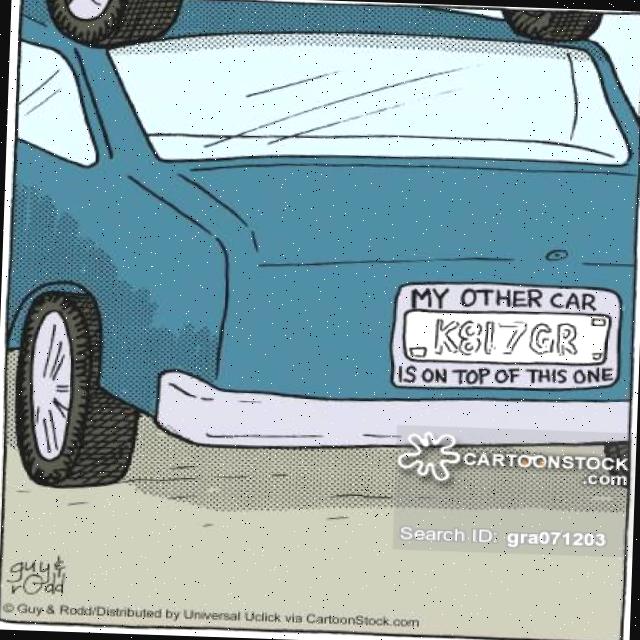 MY OTHER CAR
K817GR
IS ON TOP OF THIS ONE
CARTOONSTOCK
.com
Search ID: gra071203
guy &
rodd
© Guy & Rodd/Distributed by Universal Uclick via CartoonStock.com